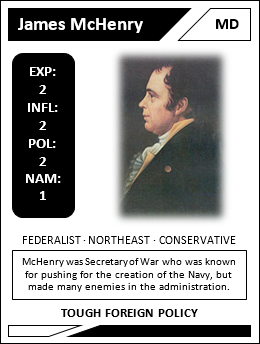 James McHenry
MD
EXP:
2
INFL:
2
POL:
2
NAM:
1
FEDERALIST · NORTHEAST · CONSERVATIVE
McHenry was Secretary of War who was known
for pushing for the creation of the Navy, but
made many enemies in the administration.
TOUGH FOREIGN POLICY